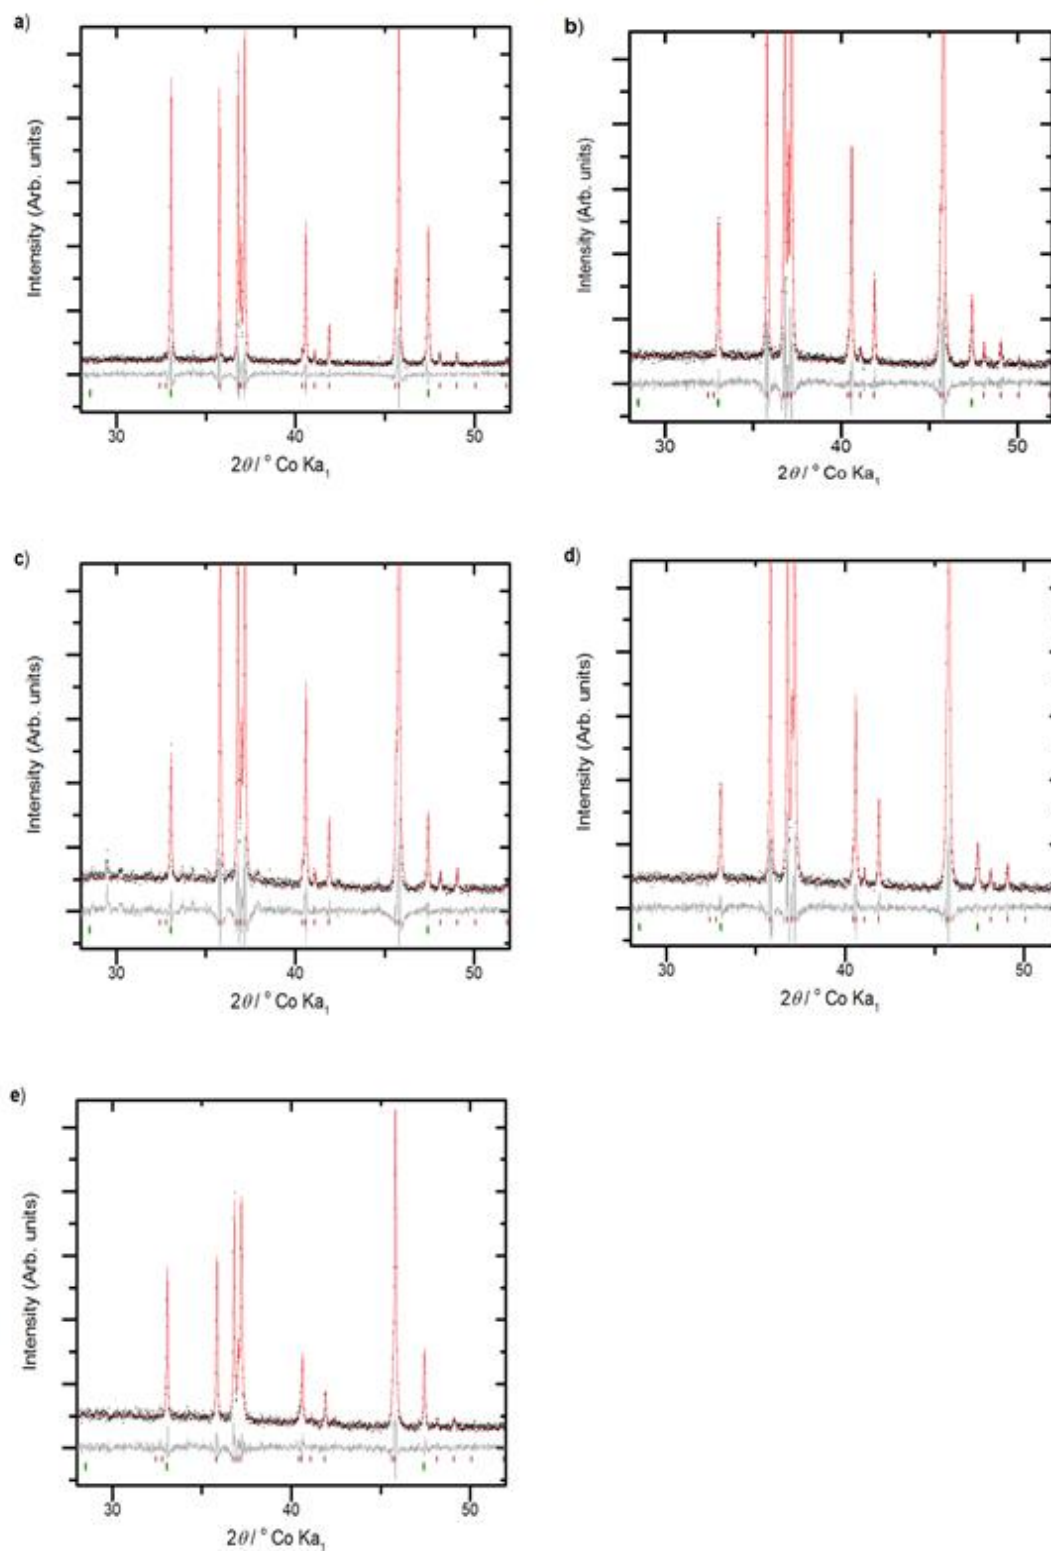 a)
Intensity (Arb. units)
30 40 50
2θ / ° Co Ka₁
b)
Intensity (Arb. units)
30 40 50
2θ / ° Co Ka₁
c)
Intensity (Arb. units)
30 40 50
2θ / ° Co Ka₁
d)
Intensity (Arb. units)
30 40 50
2θ / ° Co Ka₁
e)
Intensity (Arb. units)
30 40 50
2θ / ° Co Ka₁